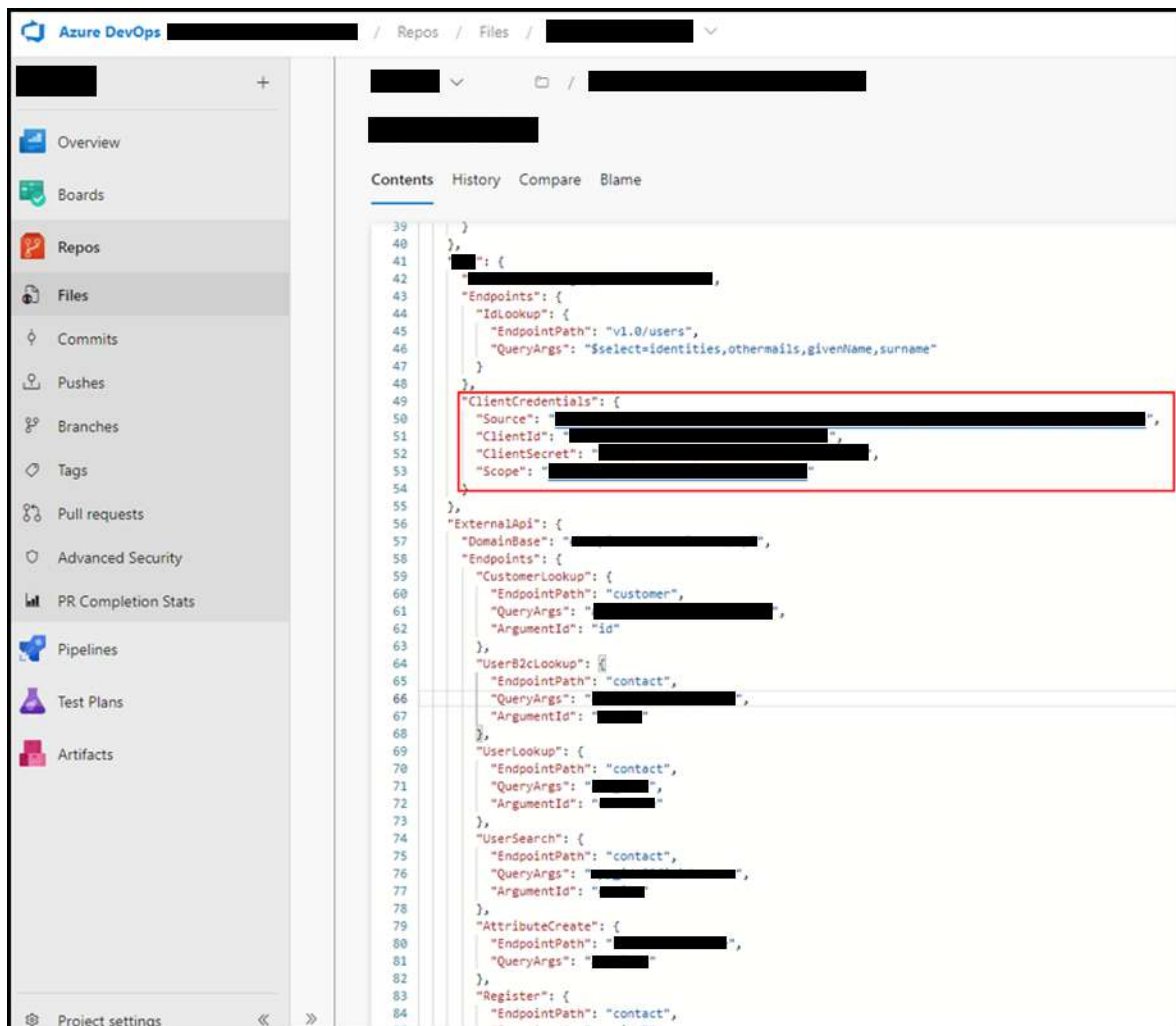 Azure DevOps / Repos / Files /
+
/
Overview
Boards
Repos
Files
Commits
Pushes
Branches
Tags
Pull requests
Advanced Security
PR Completion Stats
Pipelines
Test Plans
Artifacts
Project settings
Contents History Compare Blame
39 }
40 },
41 "": {
42 ",
43 "Endpoints": {
44 "IdLookup": {
45 "EndpointPath": "v1.0/users",
46 "QueryArgs": "$select=identities,othermails,givenName,surname"
47 }
48 },
49 "ClientCredentials": {
50 "Source": "",
51 "ClientId": "",
52 "ClientSecret": "",
53 "Scope": ""
54 }
55 },
56 "ExternalApi": {
57 "DomainBase": "",
58 "Endpoints": {
59 "CustomerLookup": {
60 "EndpointPath": "customer",
61 "QueryArgs": "",
62 "ArgumentId": "id"
63 },
64 "UserB2cLookup": {
65 "EndpointPath": "contact",
66 "QueryArgs": "",
67 "ArgumentId": ""
68 },
69 "UserLookup": {
70 "EndpointPath": "contact",
71 "QueryArgs": "",
72 "ArgumentId": ""
73 },
74 "UserSearch": {
75 "EndpointPath": "contact",
76 "QueryArgs": "",
77 "ArgumentId": ""
78 },
79 "AttributeCreate": {
80 "EndpointPath": "",
81 "QueryArgs": ""
82 },
83 "Register": {
84 "EndpointPath": "contact",